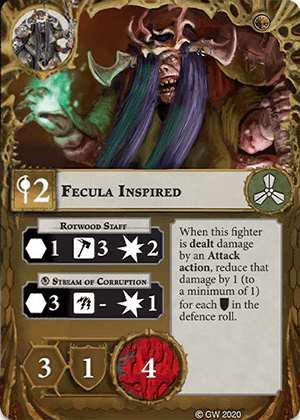 2 FECULA INSPIRED
ROTWOOD STAFF
1 3 2
STREAM OF CORRUPTION
3 - 1
When this fighter
is dealt damage
by an Attack
action, reduce that
damage by 1 (to
a minimum of 1)
for each in the
defence roll.
3 1 4
© GW 2020